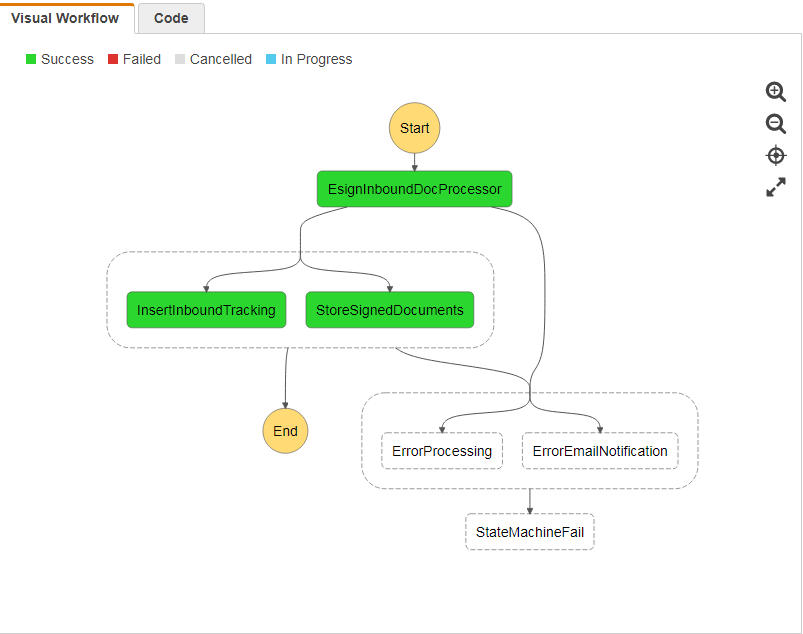 Visual Workflow
Code
Success
Failed
Cancelled
In Progress
Start
EsignInboundDocProcessor
InsertInboundTracking
StoreSignedDocuments
End
ErrorProcessing
ErrorEmailNotification
StateMachineFail